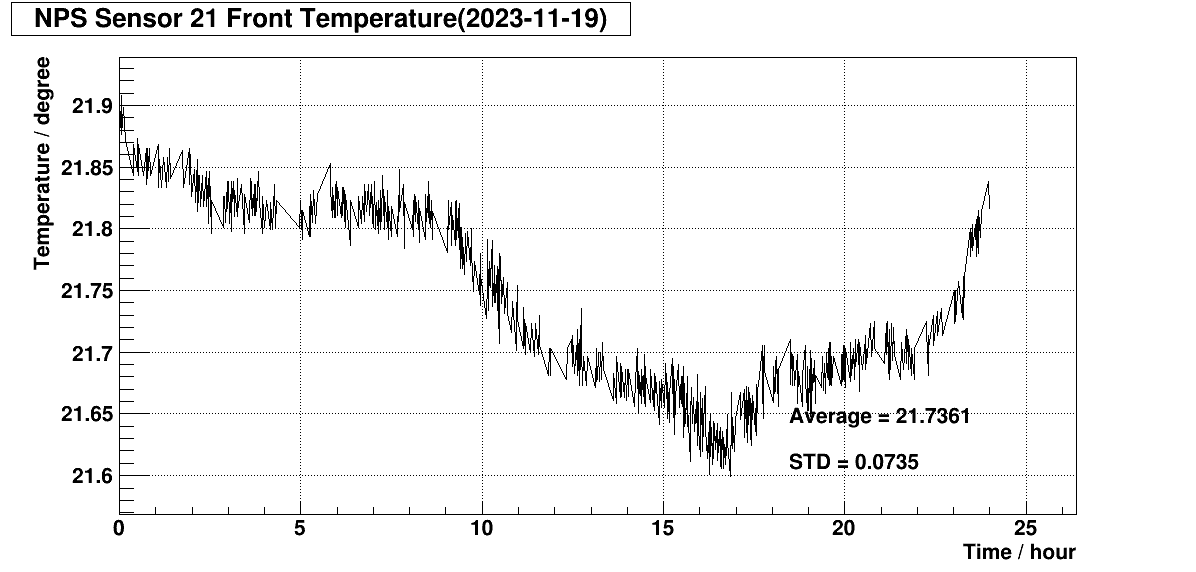 NPS Sensor 21 Front Temperature(2023-11-19)
Temperature / degree
21.9
21.85
21.8
21.75
21.7
21.65
21.6
Average = 21.7361
STD = 0.0735
0 5 10 15 20 25
Time / hour